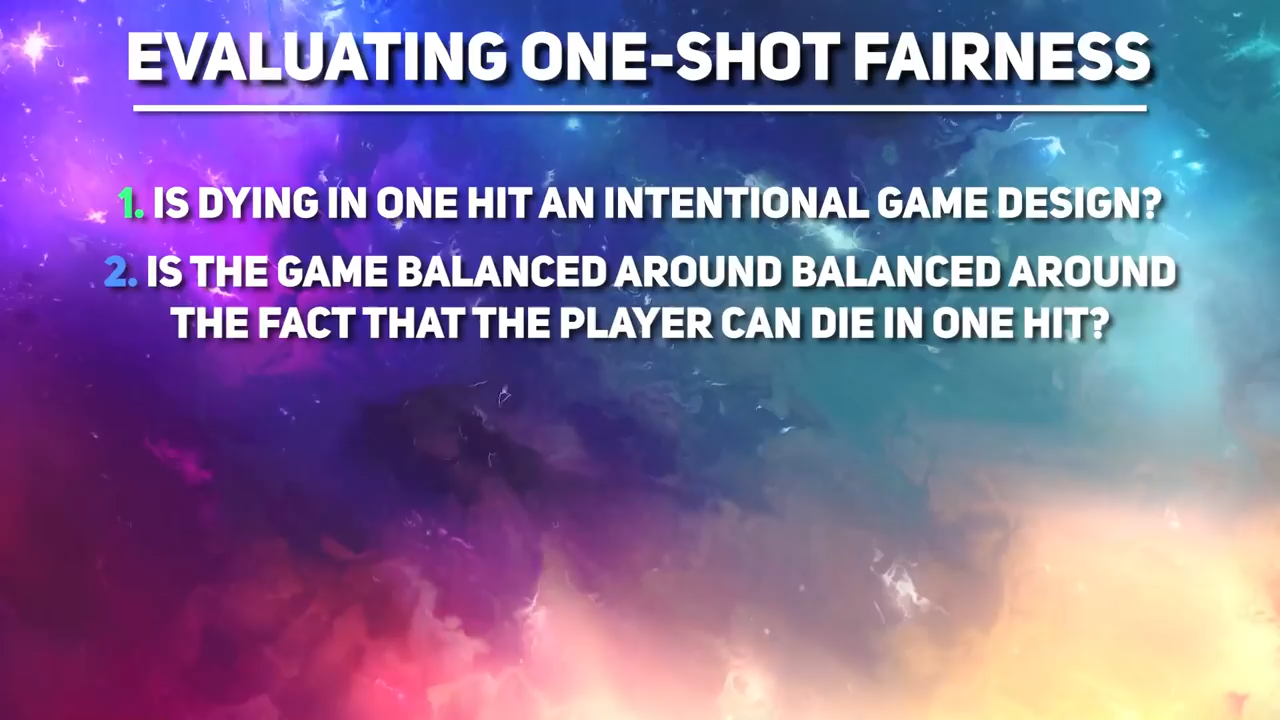 EVALUATING ONE-SHOT FAIRNESS
1. IS DYING IN ONE HIT AN INTENTIONAL GAME DESIGN?
2. IS THE GAME BALANCED AROUND BALANCED AROUND
THE FACT THAT THE PLAYER CAN DIE IN ONE HIT?